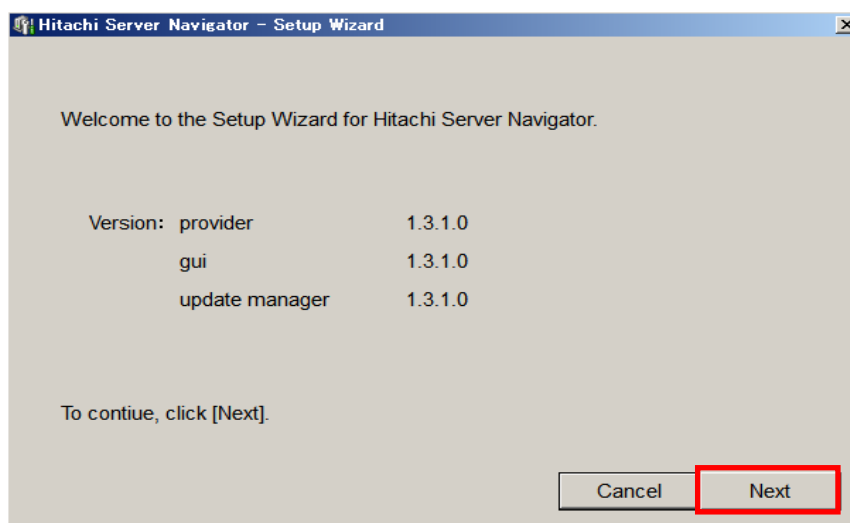 Hitachi Server Navigator - Setup Wizard
Welcome to the Setup Wizard for Hitachi Server Navigator.
Version: provider 1.3.1.0
gui 1.3.1.0
update manager 1.3.1.0
To contiue, click [Next].
Cancel Next